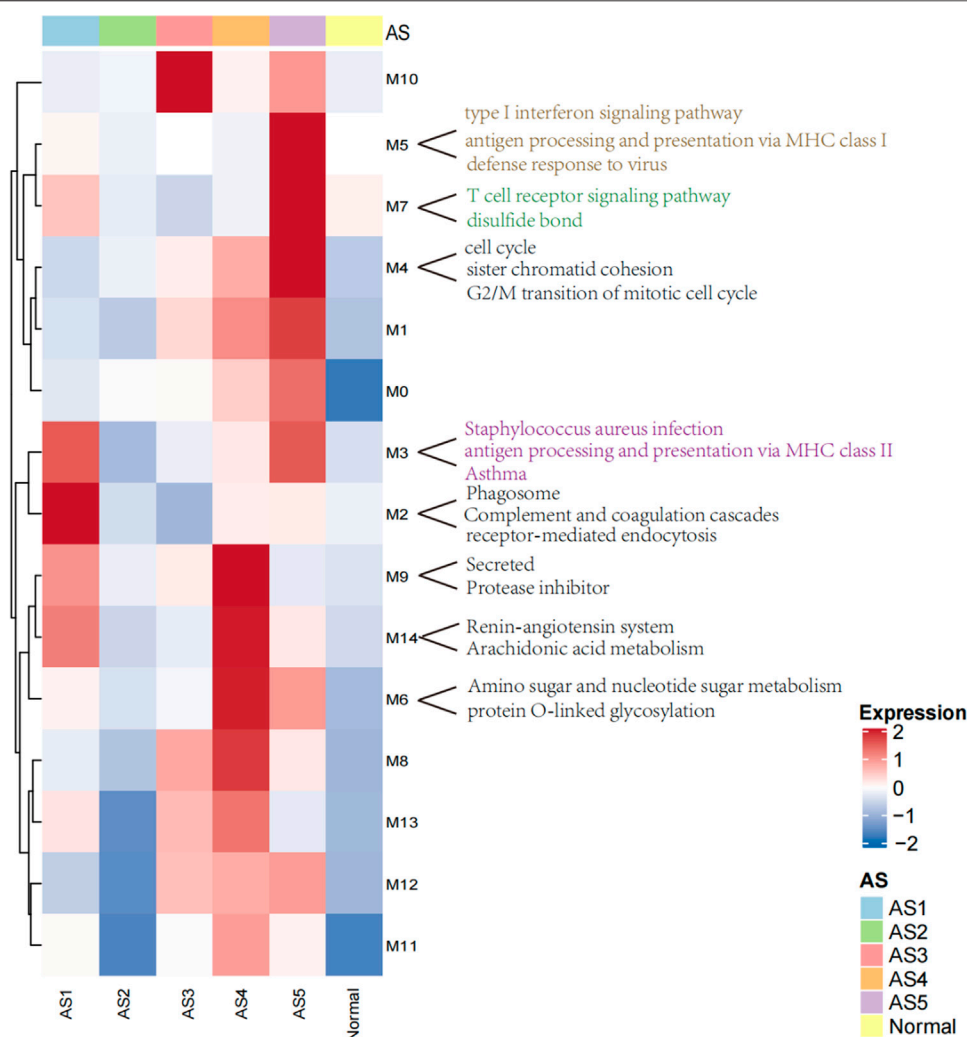 AS
M10
type I interferon signaling pathway
M5
antigen processing and presentation via MHC class I
defense response to virus
T cell receptor signaling pathway
M7
disulfide bond
cell cycle
M4
sister chromatid cohesion
G2/M transition of mitotic cell cycle
M1
M0
Staphylococcus aureus infection
M3
antigen processing and presentation via MHC class II
Asthma
Phagosome
M2
Complement and coagulation cascades
receptor-mediated endocytosis
Secreted
M9
Protease inhibitor
Renin-angiotensin system
M14
Arachidonic acid metabolism
Amino sugar and nucleotide sugar metabolism
M6
protein O-linked glycosylation
M8
M13
M12
M11
AS1 AS2 AS3 AS4 AS5 Normal
Expression
2
1
0
−1
−2
AS
AS1
AS2
AS3
AS4
AS5
Normal